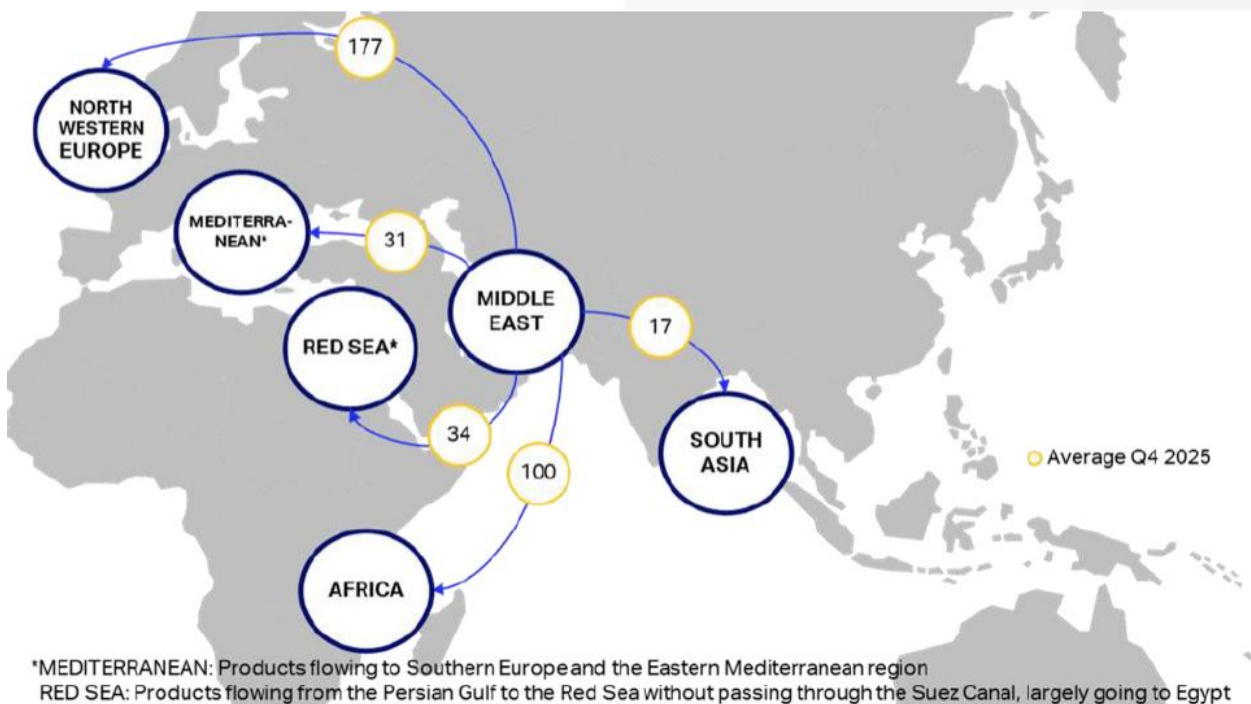 177
NORTH
WESTERN
EUROPE
MEDITERRA-
NEAN*
31
MIDDLE
EAST
17
RED SEA*
34
100
SOUTH
ASIA
Average Q4 2025
AFRICA
*MEDITERRANEAN: Products flowing to Southern Europe and the Eastern Mediterranean region
RED SEA: Products flowing from the Persian Gulf to the Red Sea without passing through the Suez Canal, largely going to Egypt